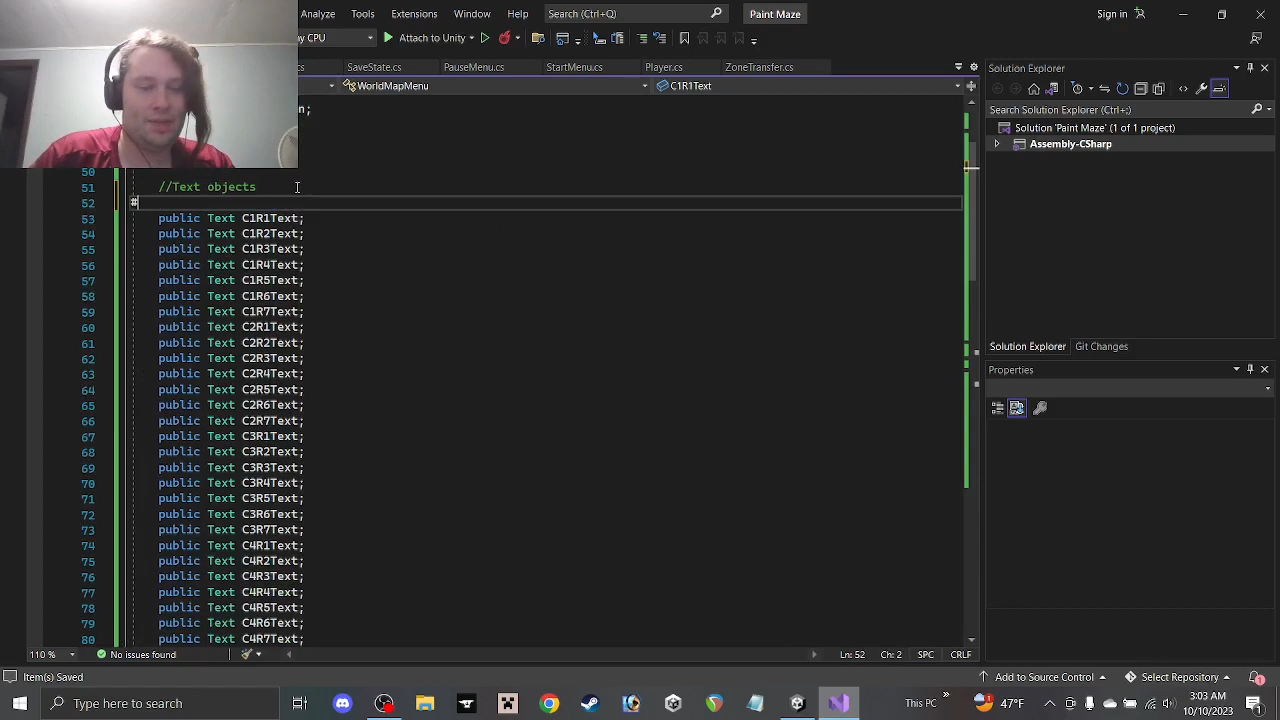 Analyze Tools Extensions Window Help Search (Ctrl+;) Paint Maze Sign in
CPU Attach to Unity
SaveState.cs PauseMenu.cs StartMenu.cs Player.cs ZoneTransfer.cs
WorldMapMenu C1R1Text
n;
50
51 //Text objects
52 #
53 public Text C1R1Text;
54 public Text C1R2Text;
55 public Text C1R3Text;
56 public Text C1R4Text;
57 public Text C1R5Text;
58 public Text C1R6Text;
59 public Text C1R7Text;
60 public Text C2R1Text;
61 public Text C2R2Text;
62 public Text C2R3Text;
63 public Text C2R4Text;
64 public Text C2R5Text;
65 public Text C2R6Text;
66 public Text C2R7Text;
67 public Text C3R1Text;
68 public Text C3R2Text;
69 public Text C3R3Text;
70 public Text C3R4Text;
71 public Text C3R5Text;
72 public Text C3R6Text;
73 public Text C3R7Text;
74 public Text C4R1Text;
75 public Text C4R2Text;
76 public Text C4R3Text;
77 public Text C4R4Text;
78 public Text C4R5Text;
79 public Text C4R6Text;
80 public Text C4R7Text;
110 % No issues found Ln: 52 Ch: 2 SPC CRLF
Solution Explorer
Search Solution Explorer (Ctrl+;)
Solution 'Paint Maze' (1 of 1 project)
Assembly-CSharp
Solution Explorer Git Changes
Properties
Item(s) Saved Add to Source Control Select Repository 1
Type here to search This PC 47°F 3:03 AM
10/10/2023